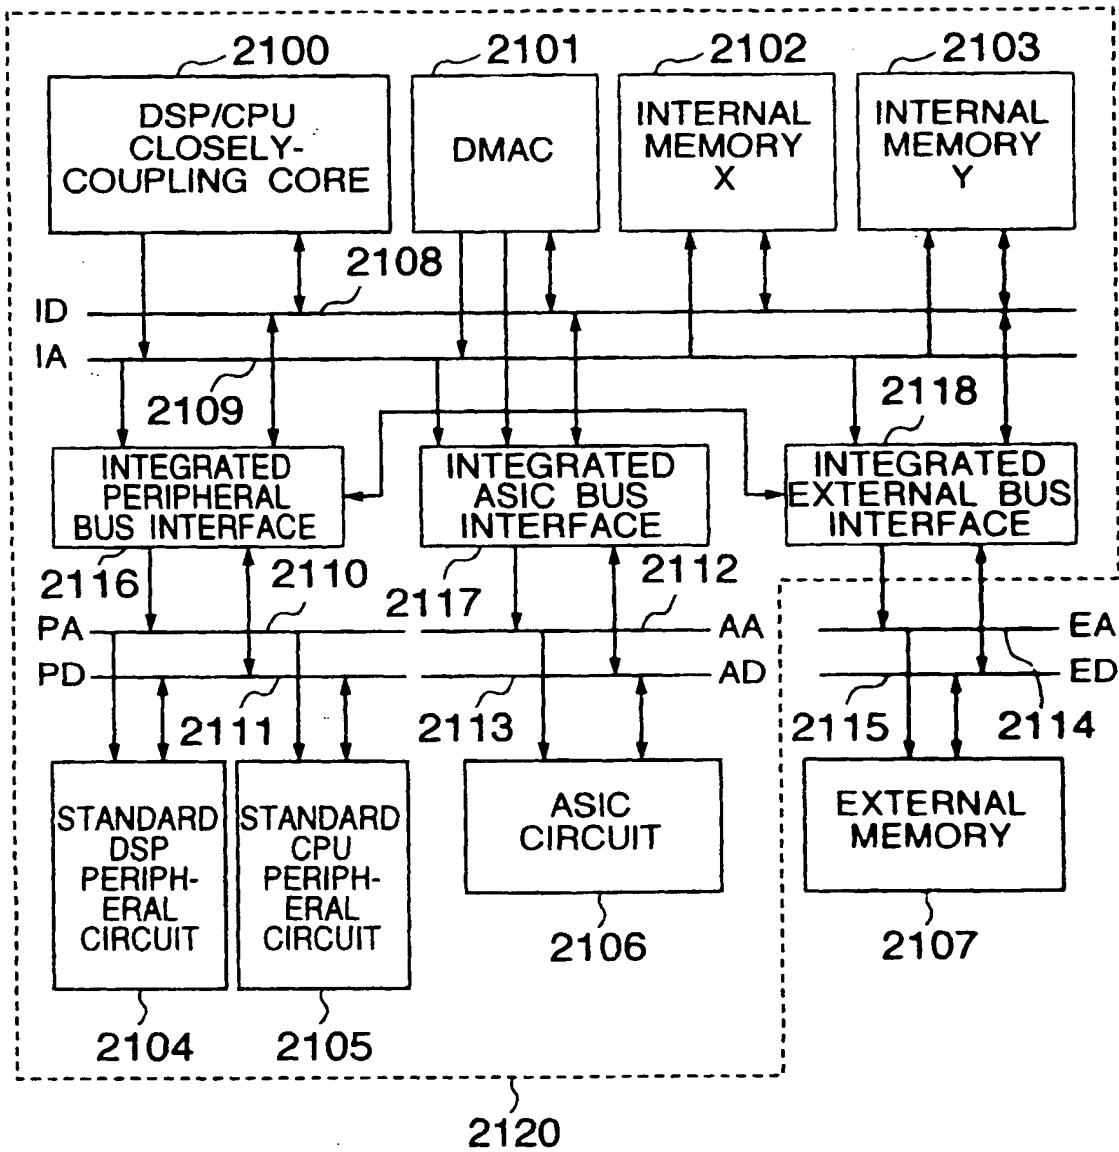 2100
2101
2102
2103
DSP/CPU
CLOSELY-
COUPLING CORE
DMAC
INTERNAL
MEMORY
X
INTERNAL
MEMORY
Y
2108
ID
IA
2109
2118
INTEGRATED
PERIPHERAL
BUS INTERFACE
INTEGRATED
ASIC BUS
INTERFACE
INTEGRATED
EXTERNAL BUS
INTERFACE
2116
2110
2117
2112
PA
AA
EA
PD
AD
ED
2111
2113
2115
2114
STANDARD
DSP
PERIPH-
ERAL
CIRCUIT
STANDARD
CPU
PERIPH-
ERAL
CIRCUIT
ASIC
CIRCUIT
EXTERNAL
MEMORY
2106
2107
2104
2105
2120